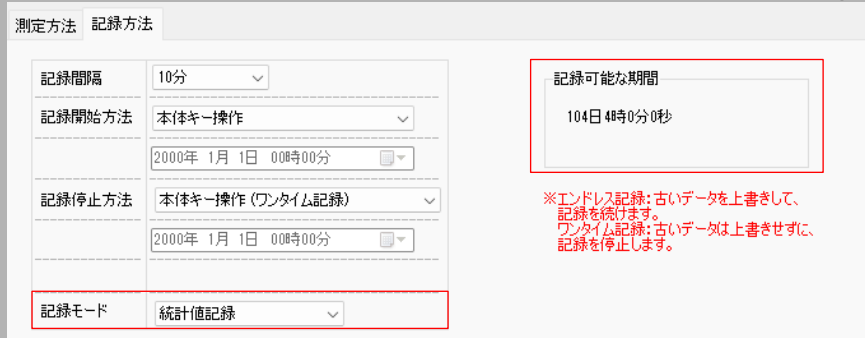 測定方法 記録方法
記録間隔 10分
記録可能な期間
104日4時0分0秒
記録開始方法 本体キー操作
2000年 1月 1日 00時00分
記録停止方法 本体キー操作(ワンタイム記録)
2000年 1月 1日 00時00分
※エンドレス記録:古いデータを上書きして、
記録を続けます。
ワンタイム記録:古いデータは上書きせずに、
記録を停止します。
記録モード 統計値記録